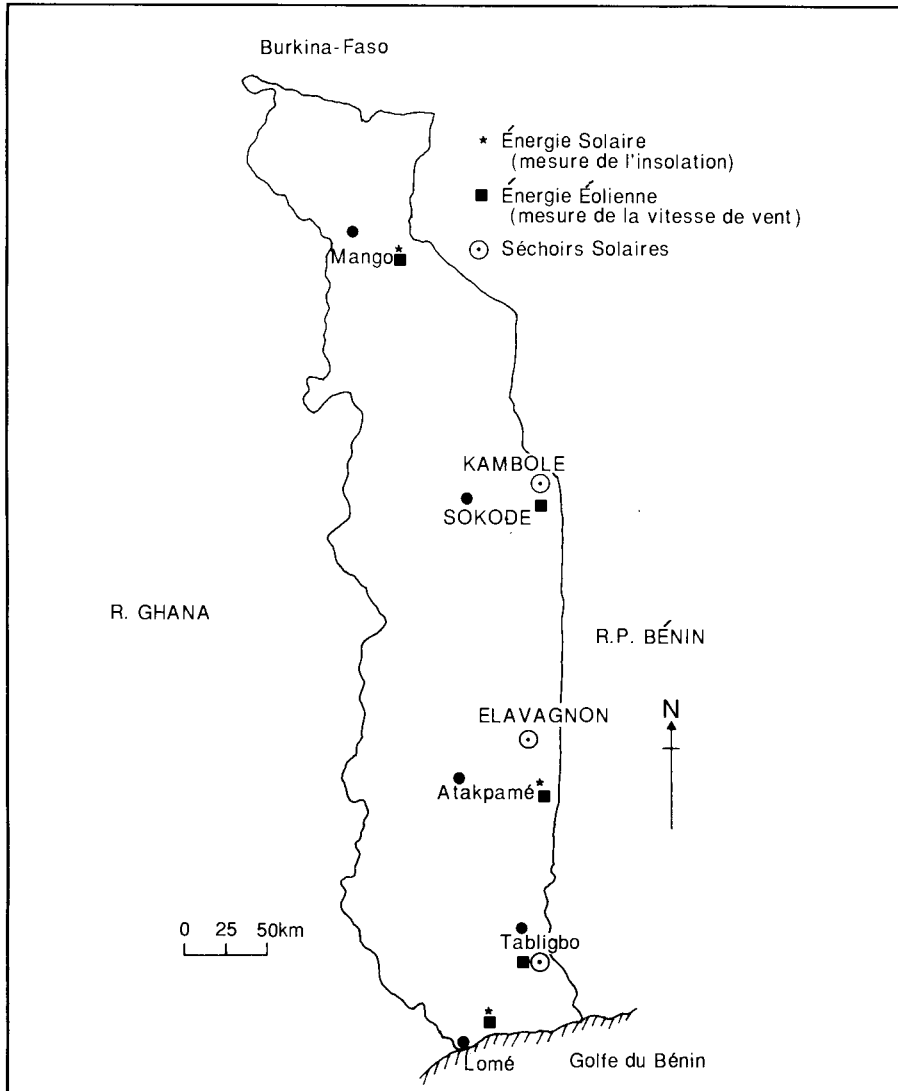 Burkina-Faso
* Énergie Solaire
(mesure de l'insolation)
■ Énergie Éolienne
(mesure de la vitesse de vent)
Séchoirs Solaires
Mango
*
KAMBOLE
SOKODE
R. GHANA
R.P. BÉNIN
ELAVAGNON
N
Atakpamé
*
0 25 50km
Tabligbo
*
Lomé
Golfe du Bénin